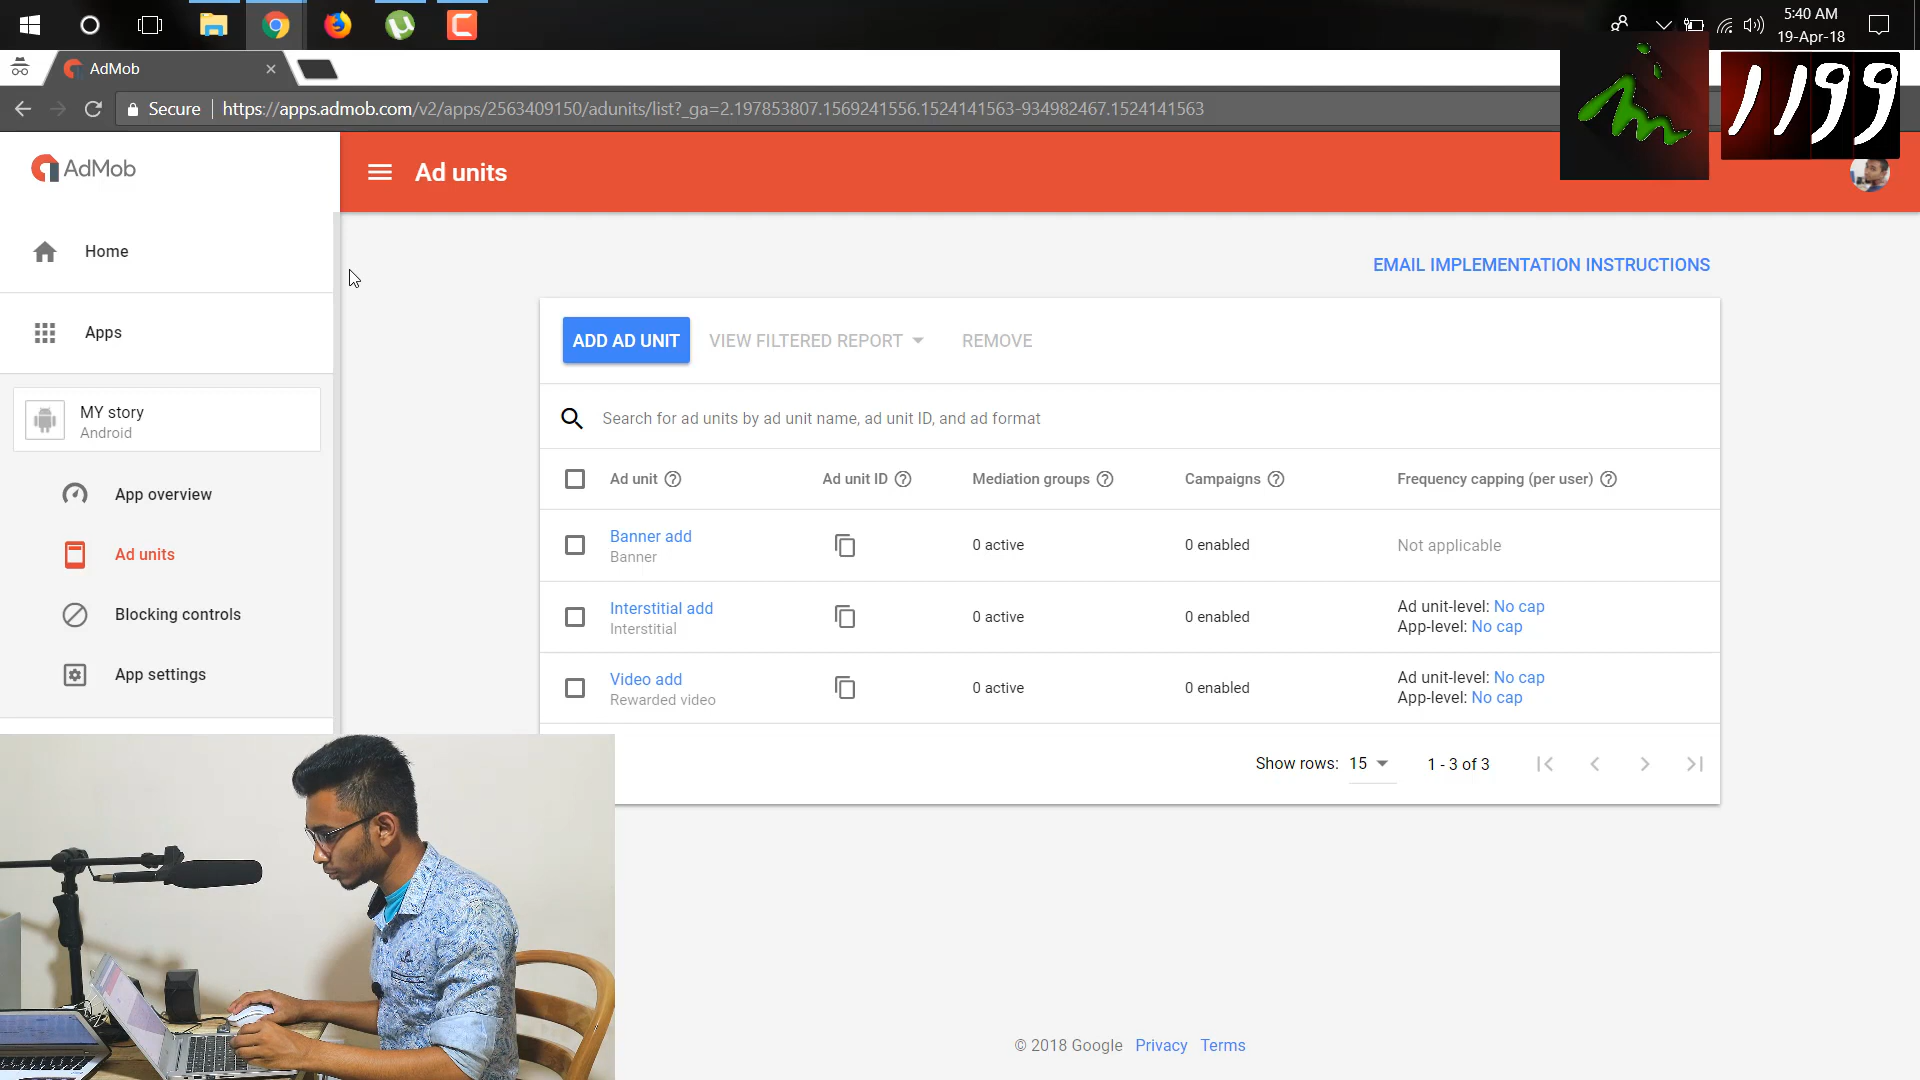 5:40 AM
19-Apr-18
AdMob
Secure
https://apps.admob.com/v2/apps/2563409150/adunits/list?_ga=2.197853807.1569241556.1524141563-934982467.1524141563
1199
AdMob
Ad units
Home
EMAIL IMPLEMENTATION INSTRUCTIONS
Apps
ADD AD UNIT VIEW FILTERED REPORT REMOVE
MY story
Android
Search for ad units by ad unit name, ad unit ID, and ad format
App overview
Ad units
Blocking controls
App settings
Ad unit Ad unit ID Mediation groups Campaigns Frequency capping (per user)
Banner add 0 active 0 enabled Not applicable
Banner
Interstitial add 0 active 0 enabled Ad unit-level: No cap
Interstitial App-level: No cap
Video add 0 active 0 enabled Ad unit-level: No cap
Rewarded video App-level: No cap
Show rows: 15 1 - 3 of 3
© 2018 Google Privacy Terms